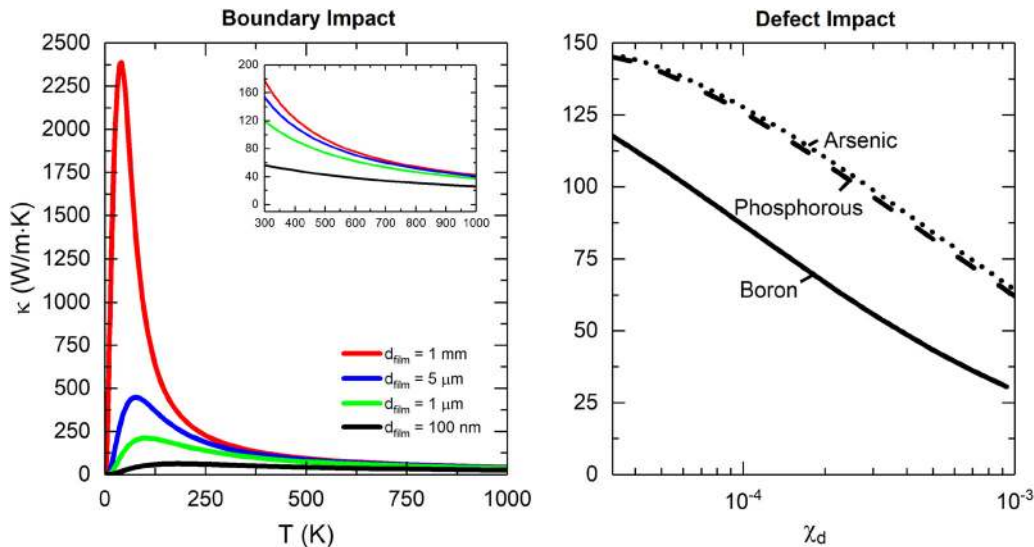 Boundary Impact
Defect Impact
2500
2250
2000
1750
1500
1250
1000
750
500
250
0
κ (W/m·K)
0 250 500 750 1000
T (K)
200
160
120
80
40
0
300 400 500 600 700 800 900 1000
d_film = 1 mm
d_film = 5 μm
d_film = 1 μm
d_film = 100 nm
150
125
100
75
50
25
0
Arsenic
Phosphorous
Boron
10⁻⁴ 10⁻³
χ_d